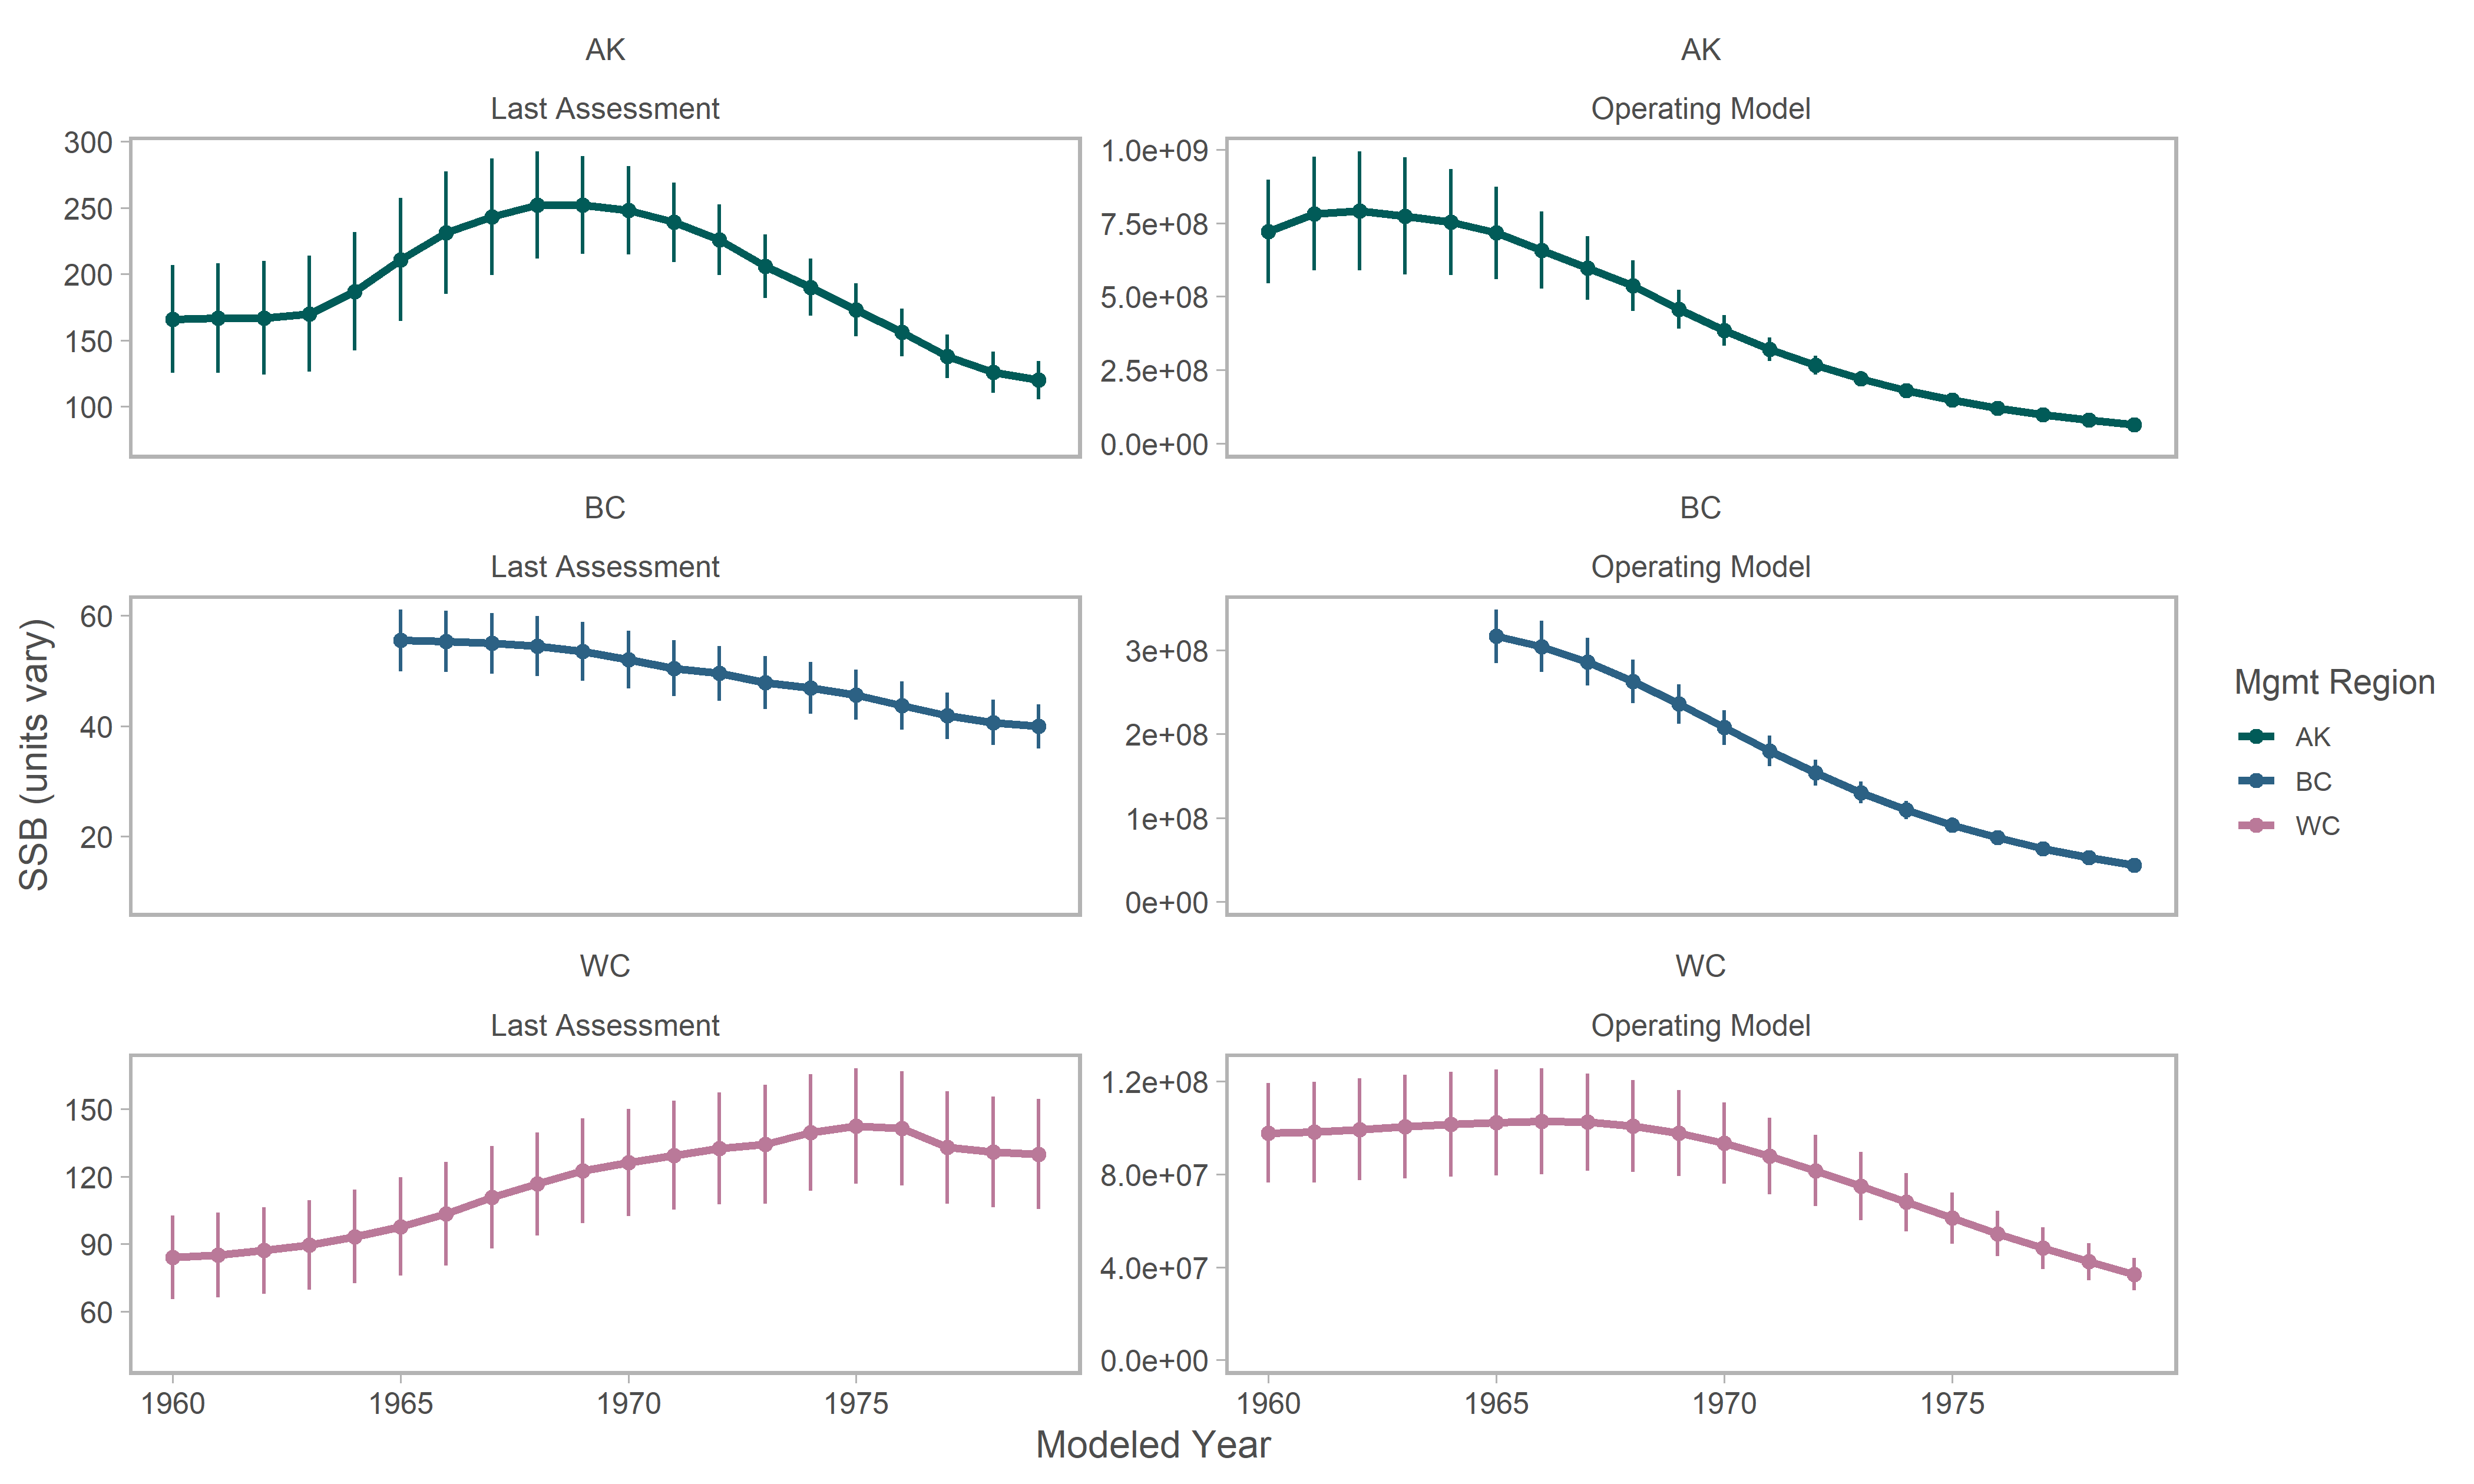 AK
Last Assessment
300
250
200
150
100
AK
Operating Model
1.0e+09
7.5e+08
5.0e+08
2.5e+08
0.0e+00
BC
Last Assessment
60
40
20
BC
Operating Model
3e+08
2e+08
1e+08
0e+00
WC
Last Assessment
150
120
90
60
1960 1965 1970 1975
WC
Operating Model
1.2e+08
8.0e+07
4.0e+07
0.0e+00
1960 1965 1970 1975
SSB (units vary)
Modeled Year
Mgmt Region
AK
BC
WC